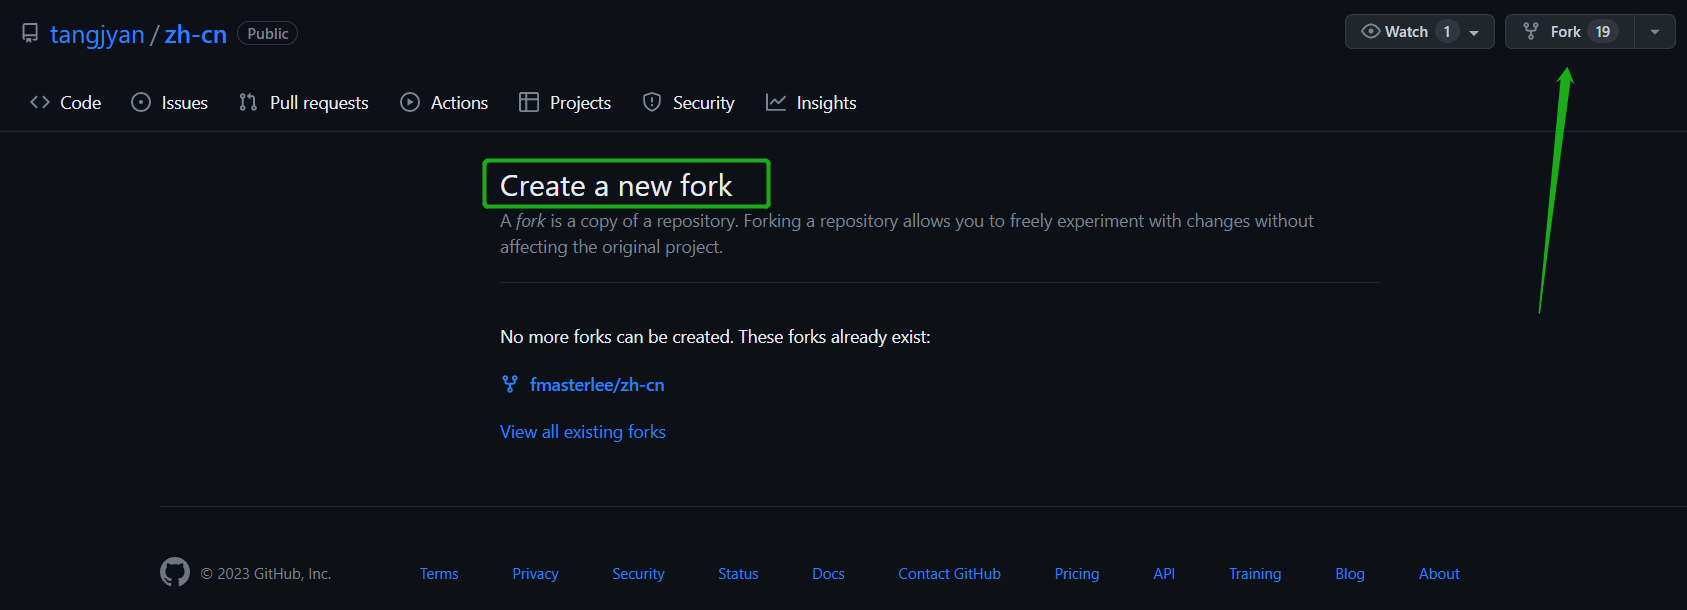 tangjyan / zh-cn Public
Watch 1
Fork 19
Code Issues Pull requests Actions Projects Security Insights
Create a new fork
A fork is a copy of a repository. Forking a repository allows you to freely experiment with changes without
affecting the original project.
No more forks can be created. These forks already exist:
fmasterlee/zh-cn
View all existing forks
© 2023 GitHub, Inc. Terms Privacy Security Status Docs Contact GitHub Pricing API Training Blog About